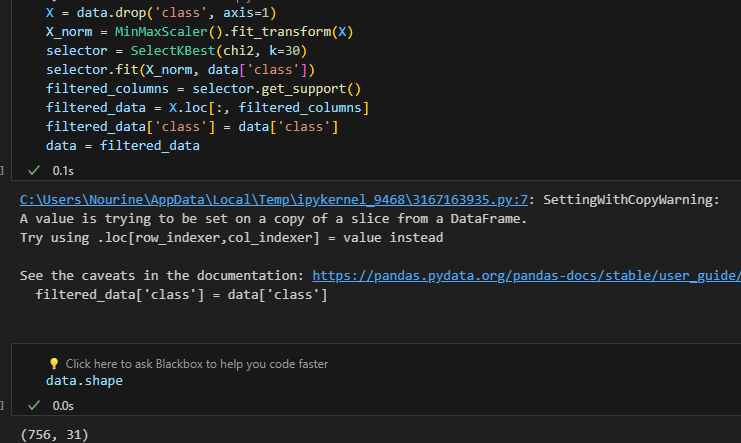 X = data.drop('class', axis=1)
X_norm = MinMaxScaler().fit_transform(X)
selector = SelectKBest(chi2, k=30)
selector.fit(X_norm, data['class'])
filtered_columns = selector.get_support()
filtered_data = X.loc[:, filtered_columns]
filtered_data['class'] = data['class']
data = filtered_data
] ✓ 0.1s
C:\Users\Nourine\AppData\Local\Temp\ipykernel_9468\3167163935.py:7: SettingWithCopyWarning:
A value is trying to be set on a copy of a slice from a DataFrame.
Try using .loc[row_indexer,col_indexer] = value instead
See the caveats in the documentation: https://pandas.pydata.org/pandas-docs/stable/user_guide/
filtered_data['class'] = data['class']
💡 Click here to ask Blackbox to help you code faster
data.shape
] ✓ 0.0s
(756, 31)